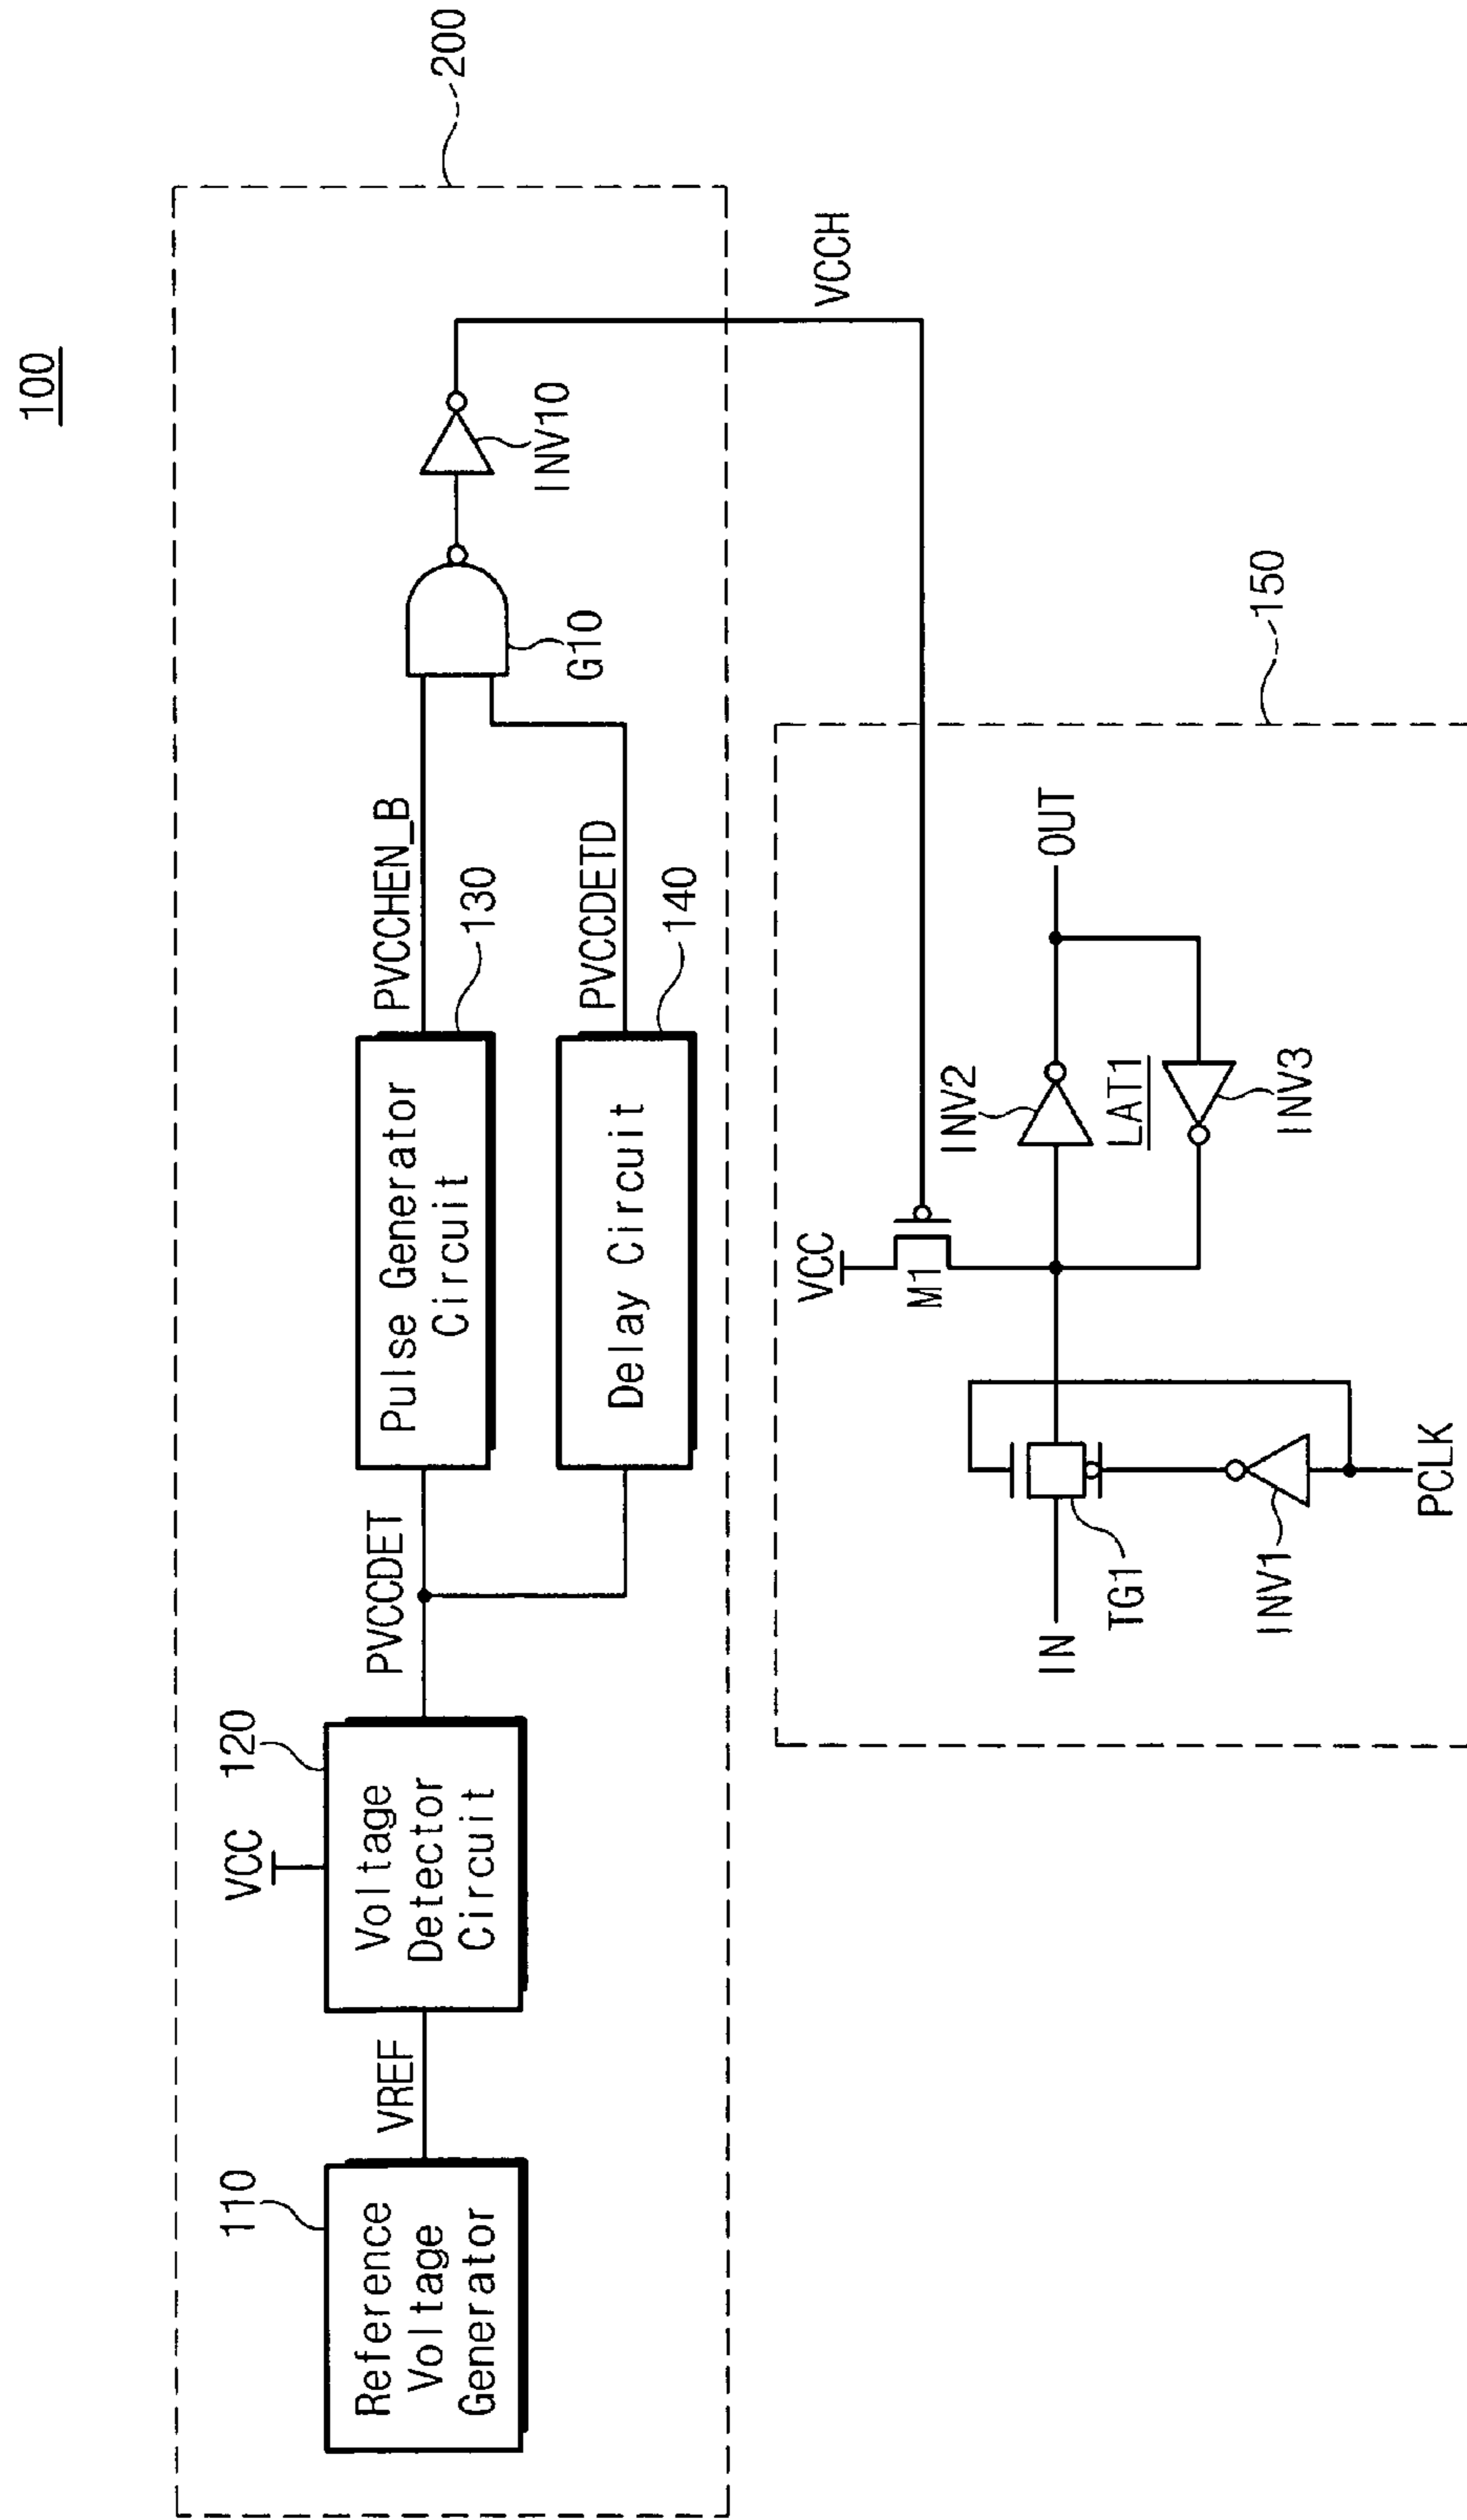 100
200
110
Reference
Voltage
Generator
VREF
VCC
120
Voltage
Detector
Circuit
PVCCDET
Pulse Generator
Circuit
130
PVCCHEN_B
Delay Circuit
140
PVCCDETD
G10
INV10
VCCH
150
IN
TG1
INV1
PCLK
VCC
M1
INV2
LAT1
INV3
OUT